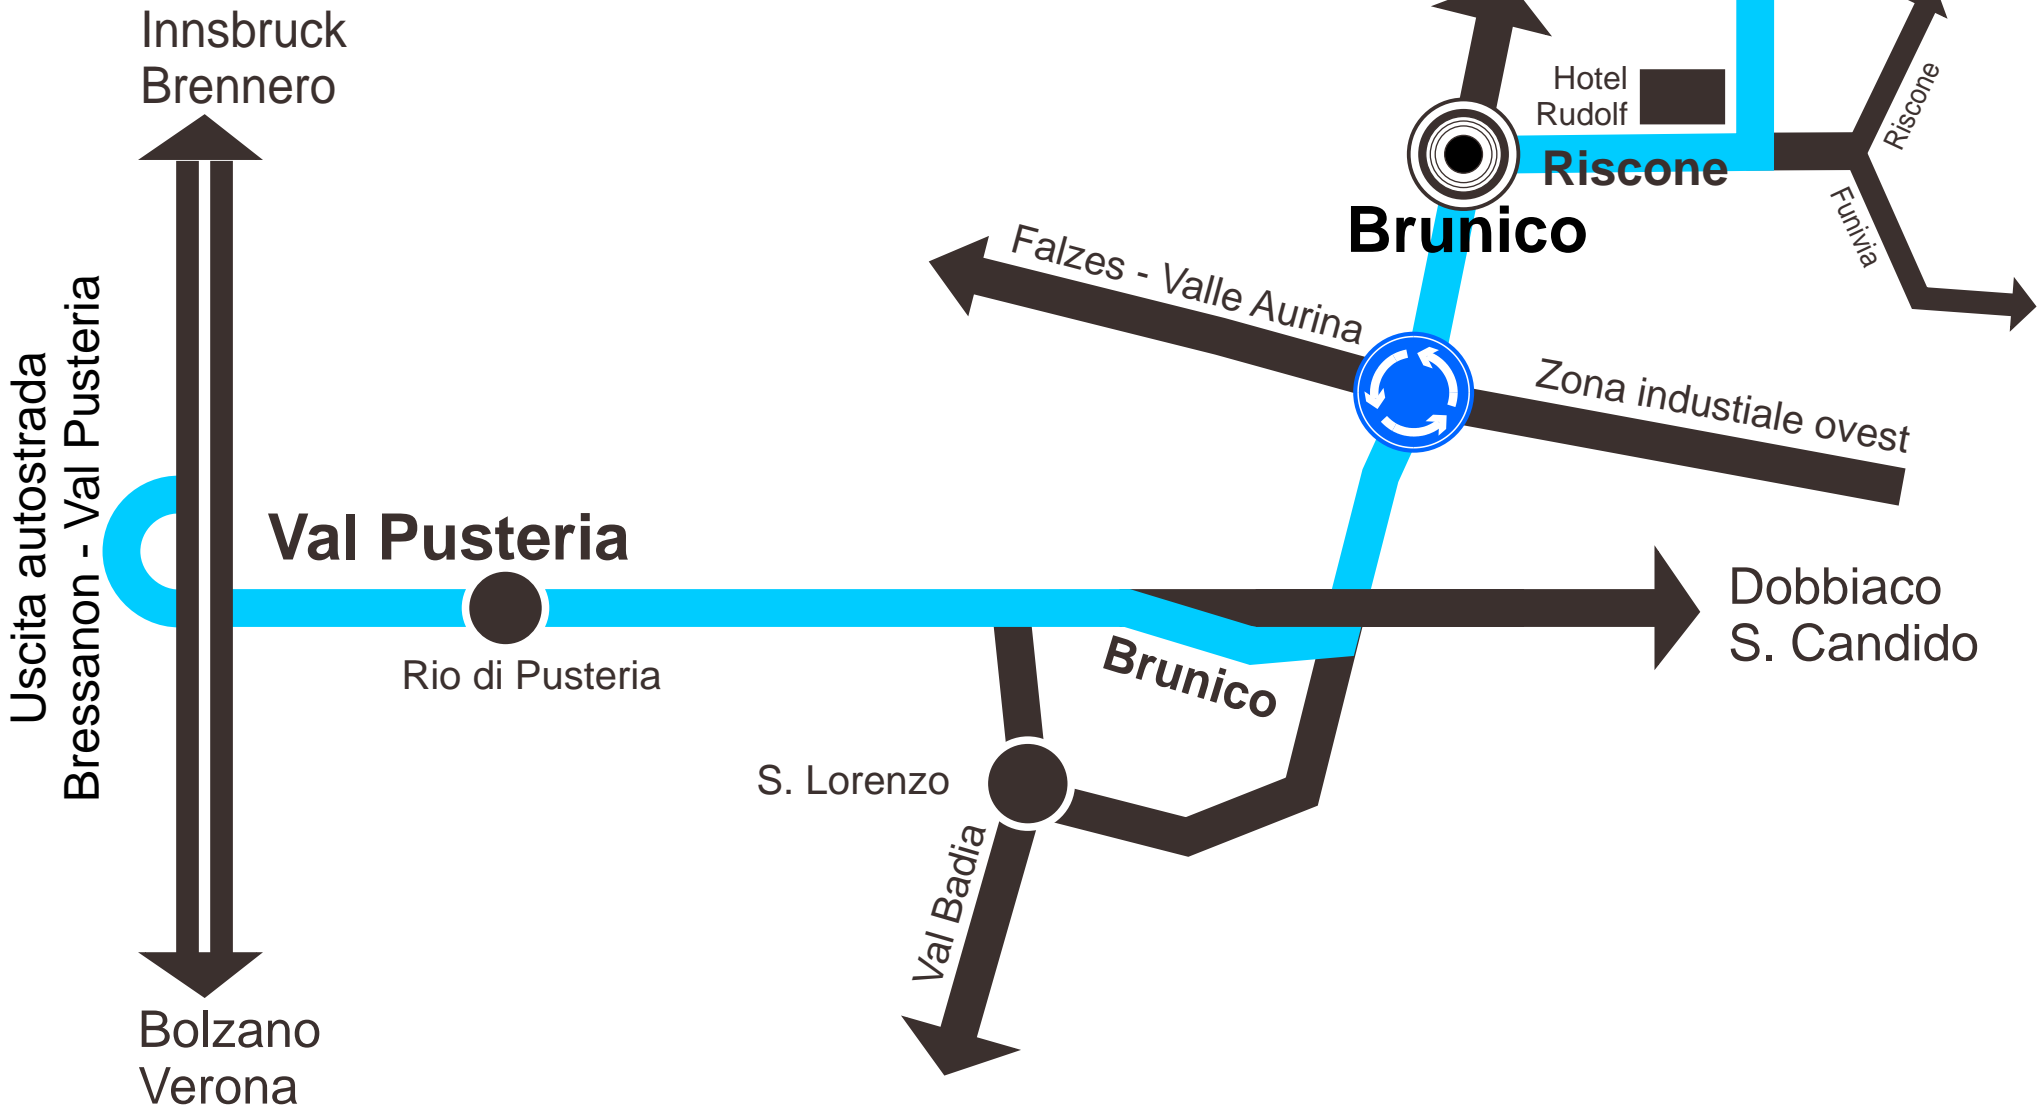 Innsbruck
Brennero
Hotel
Rudolf
Riscone
Riscone
Funivia
Brunico
Falzes - Valle Aurina
Zona industiale ovest
Uscita autostrada
Bressanon - Val Pusteria
Val Pusteria
Rio di Pusteria
Dobbiaco
S. Candido
Brunico
S. Lorenzo
Val Badia
Bolzano
Verona